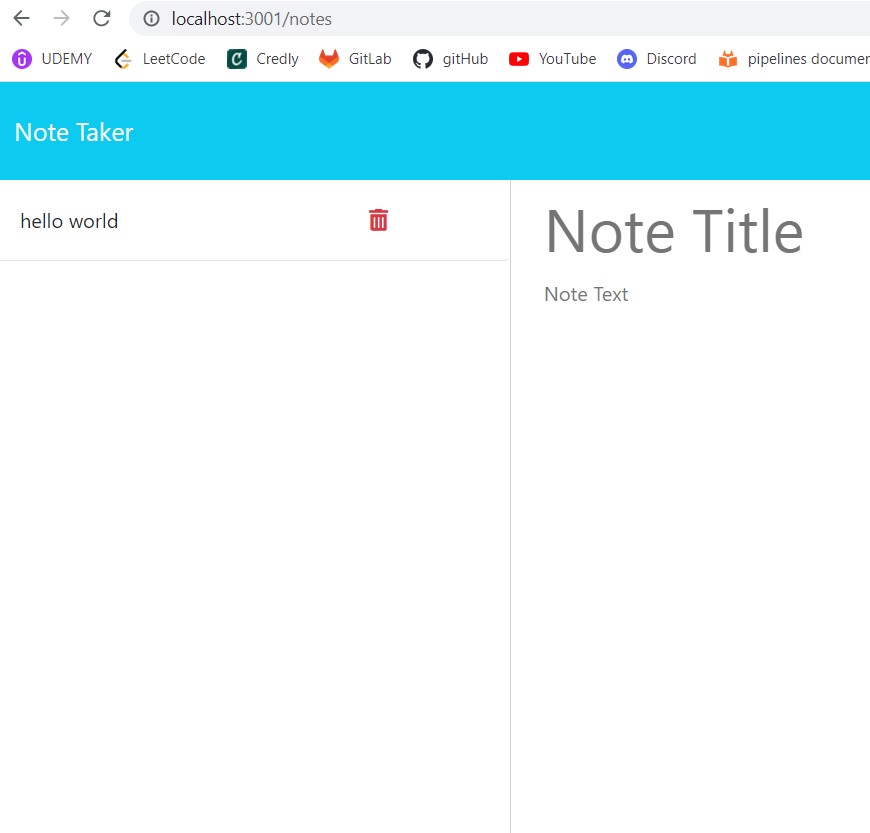 localhost:3001/notes
UDEMY LeetCode Credly GitLab gitHub YouTube Discord pipelines documen
Note Taker
hello world
Note Title
Note Text